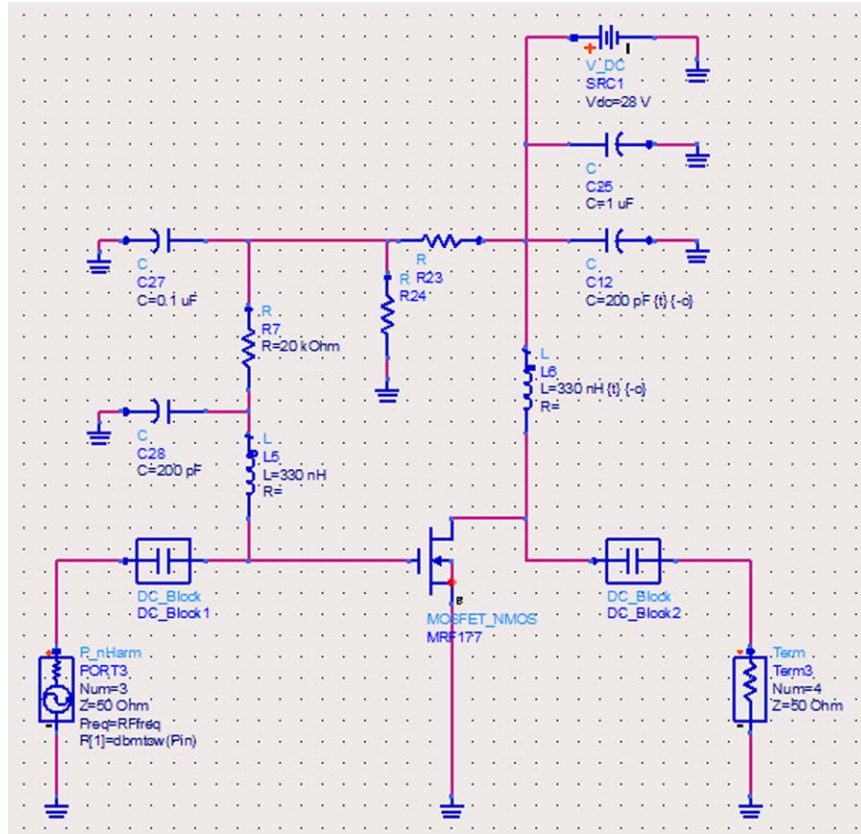 V_DC
SRC1
Vdc=28 V
C
C25
C=1 uF
C
C27
C=0.1 uF
R
R23
R
R24
C
C12
C=200 pF {t} {-o}
R
R7
R=20 kOhm
L
L6
L=330 nH {t} {-o}
R=
C
C28
C=200 pF
L
L5
L=330 nH
R=
DC_Block
DC_Block1
MOSFET_NMOS
MRF177
DC_Block
DC_Block2
P_nHarm
PORT3
Num=3
Z=50 Ohm
Freq=RFfreq
P[1]=dbmtow(Pin)
Term
Term3
Num=4
Z=50 Ohm